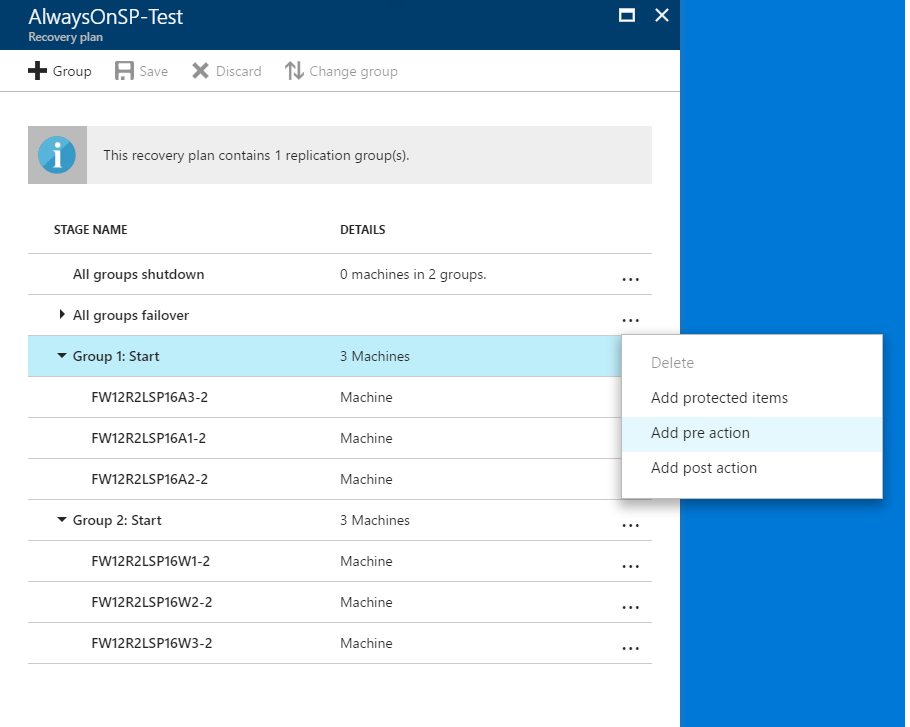 AlwaysOnSP-Test
Recovery plan
Group Save Discard Change group
This recovery plan contains 1 replication group(s).
STAGE NAME DETAILS
All groups shutdown 0 machines in 2 groups. ...
All groups failover ...
Group 1: Start 3 Machines
FW12R2LSP16A3-2 Machine
FW12R2LSP16A1-2 Machine
FW12R2LSP16A2-2 Machine
Group 2: Start 3 Machines ...
FW12R2LSP16W1-2 Machine ...
FW12R2LSP16W2-2 Machine ...
FW12R2LSP16W3-2 Machine ...
Delete
Add protected items
Add pre action
Add post action